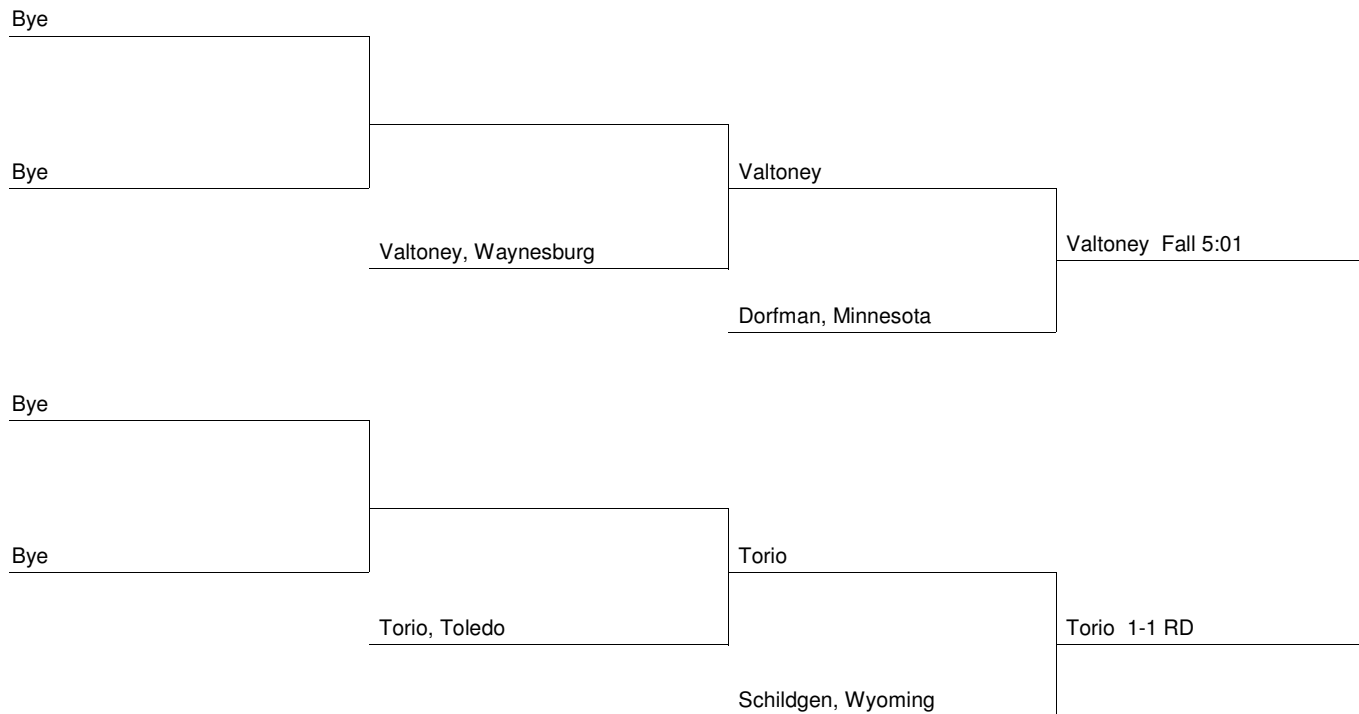 Bye
Bye
Valtoney
Valtoney Fall 5:01
Valtoney, Waynesburg
Dorfman, Minnesota
Bye
Bye
Torio
Torio, Toledo
Torio 1-1 RD
Schildgen, Wyoming